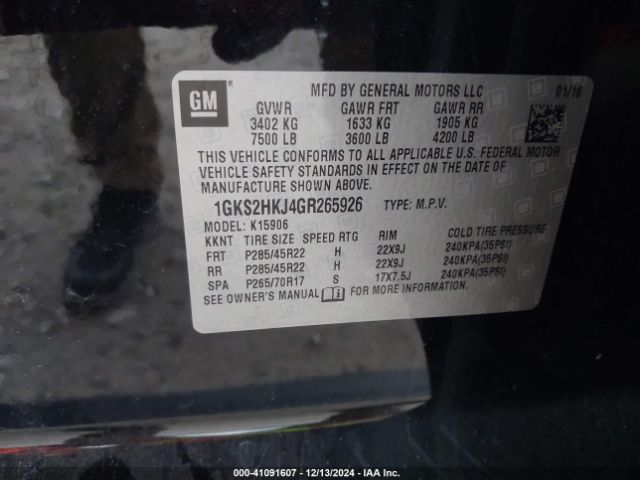 GM
MFD BY GENERAL MOTORS LLC 01/16
GVWR GAWR FRT GAWR RR
3402 KG 1633 KG 1905 KG
7500 LB 3600 LB 4200 LB
THIS VEHICLE CONFORMS TO ALL APPLICABLE U.S. FEDERAL MOTOR
VEHICLE SAFETY STANDARDS IN EFFECT ON THE DATE OF
MANUFACTURE SHOWN ABOVE.
1GKS2HKJ4GR265926 TYPE: M.P.V.
MODEL: K15906
KKNT TIRE SIZE SPEED RTG RIM COLD TIRE PRESSURE
FRT P285/45R22 H 22X9J 240KPA(35PSI)
RR P285/45R22 H 22X9J 240KPA(35PSI)
SPA P265/70R17 S 17X7.5J 240KPA(35PSI)
SEE OWNER'S MANUAL FOR MORE INFORMATION.
000-41091607 - 12/13/2024 - IAA Inc.